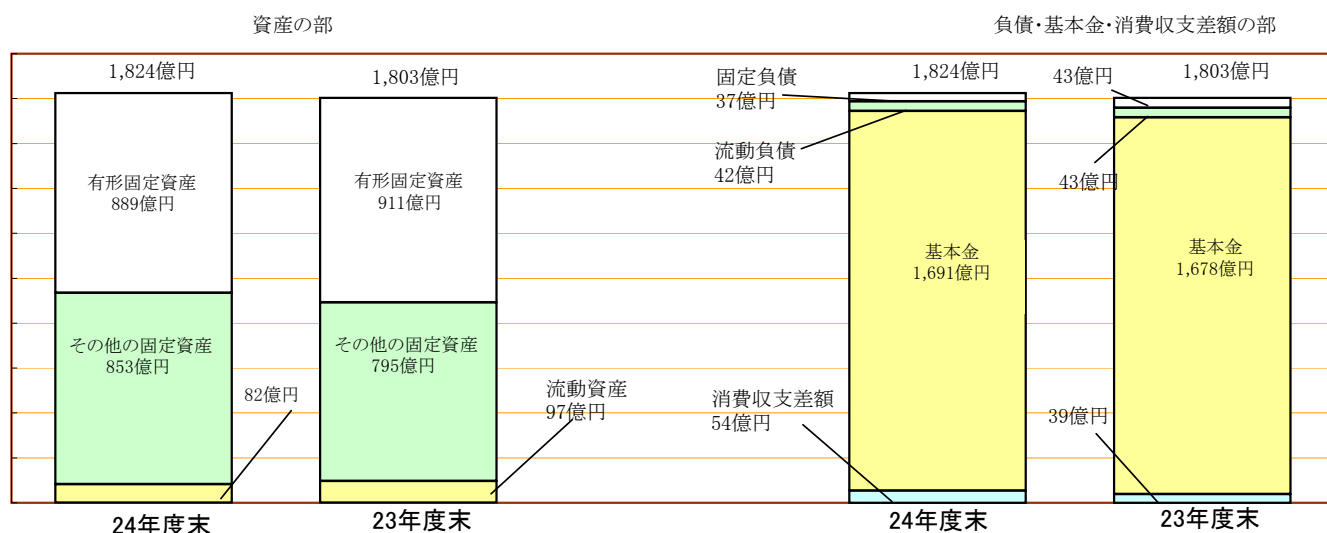 資産の部
負債・基本金・消費収支差額の部
1,824億円
1,803億円
有形固定資産
889億円
有形固定資産
911億円
その他の固定資産
853億円
その他の固定資産
795億円
82億円
流動資産
97億円
24年度末
23年度末
1,824億円
1,803億円
固定負債
37億円
43億円
流動負債
42億円
43億円
基本金
1,691億円
基本金
1,678億円
消費収支差額
54億円
39億円
24年度末
23年度末